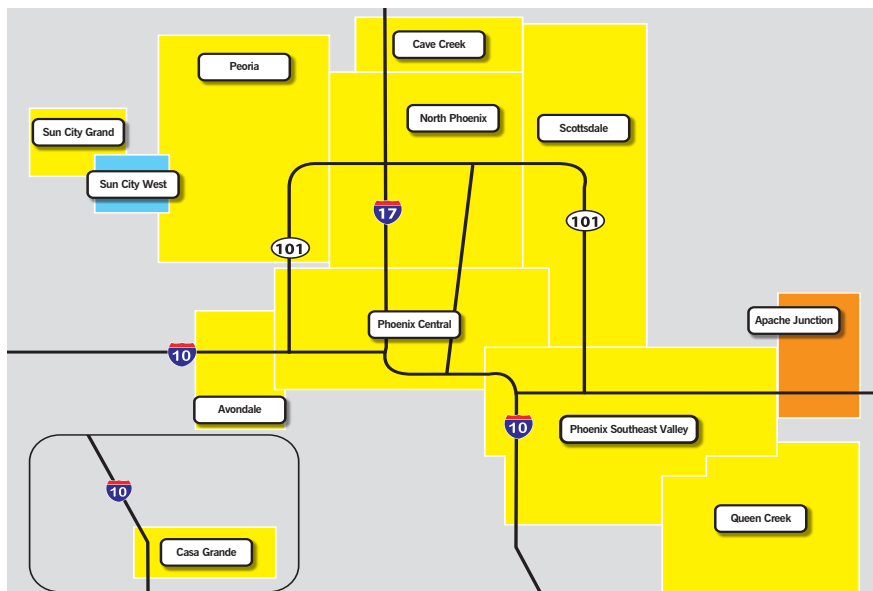 Cave Creek
Peoria
North Phoenix
Scottsdale
Sun City Grand
Sun City West
17
101
101
Phoenix Central
Apache Junction
10
Avondale
10
Phoenix Southeast Valley
10
Queen Creek
Casa Grande